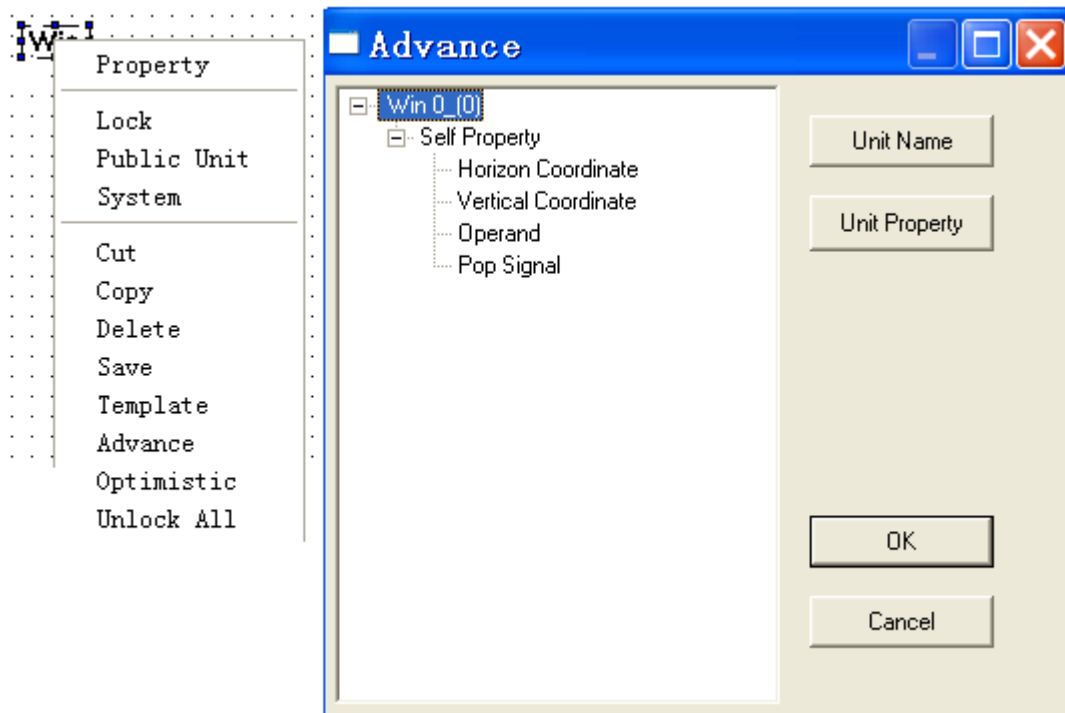 Win
Property
Lock
Public Unit
System
Cut
Copy
Delete
Save
Template
Advance
Optimistic
Unlock All
Advance
Win 0_(0)
Self Property
Horizon Coordinate
Vertical Coordinate
Operand
Pop Signal
Unit Name
Unit Property
OK
Cancel